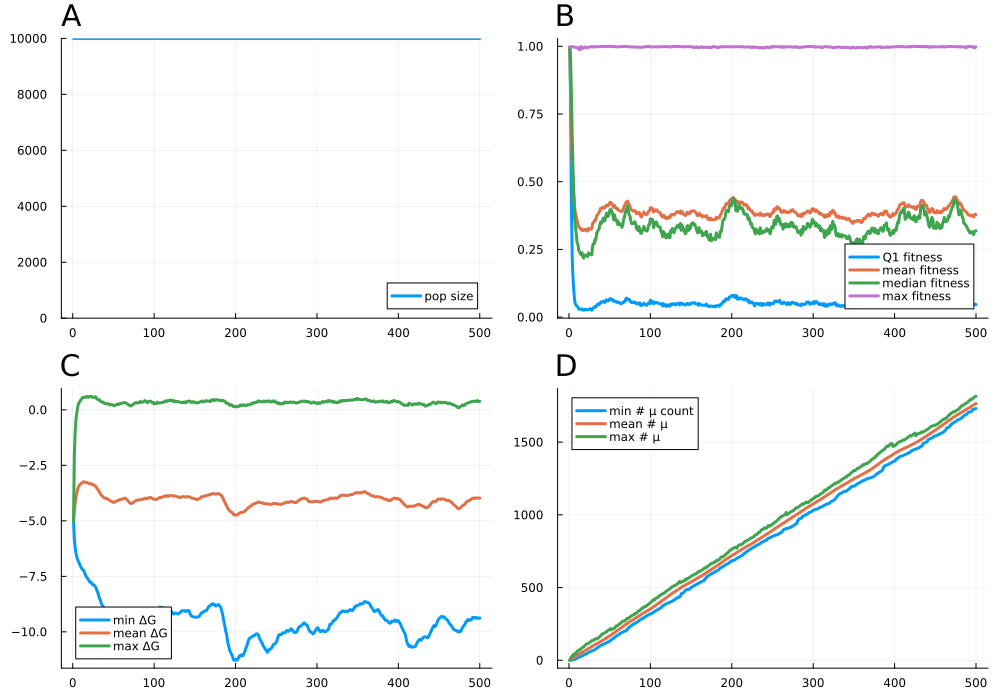 A
10000
8000
6000
4000
2000
0
pop size
0 100 200 300 400 500
B
1.00
0.75
0.50
0.25
0.00
Q1 fitness
mean fitness
median fitness
max fitness
0 100 200 300 400 500
C
0.0
−2.5
−5.0
−7.5
−10.0
min ΔG
mean ΔG
max ΔG
0 100 200 300 400 500
D
min # μ count
mean # μ
max # μ
1500
1000
500
0
0 100 200 300 400 500